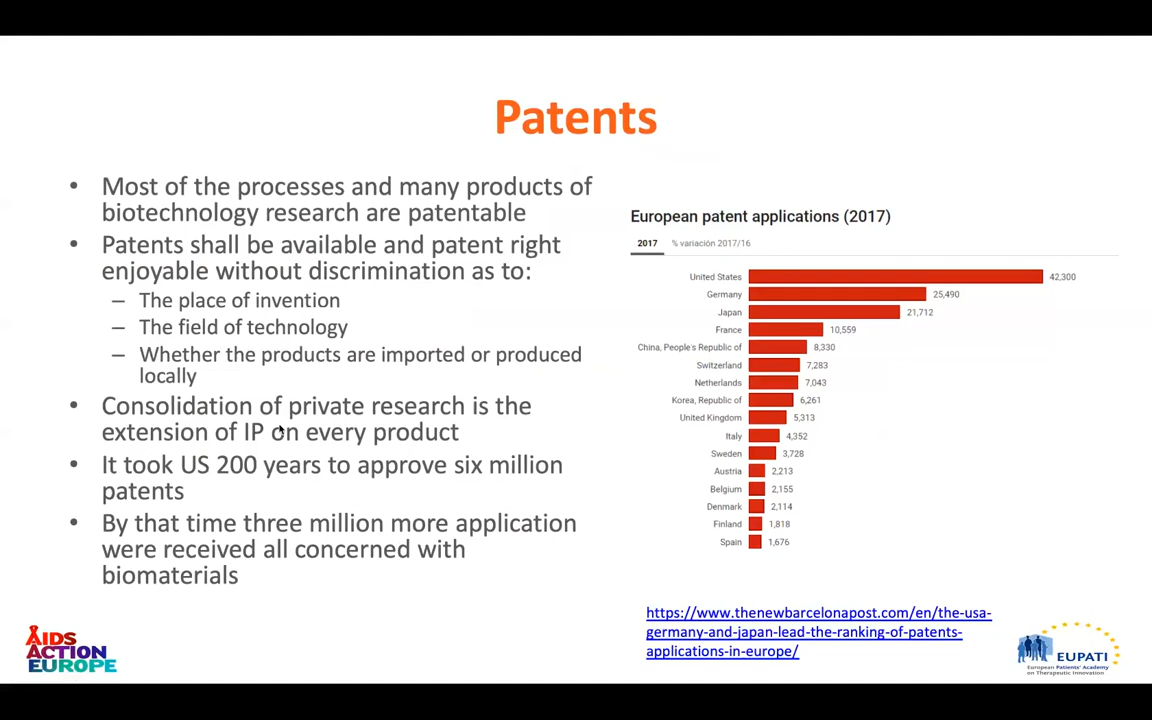 Patents
• Most of the processes and many products of
biotechnology research are patentable
• Patents shall be available and patent right
enjoyable without discrimination as to:
– The place of invention
– The field of technology
– Whether the products are imported or produced
locally
• Consolidation of private research is the
extension of IP on every product
• It took US 200 years to approve six million
patents
• By that time three million more application
were received all concerned with
biomaterials
European patent applications (2017)
2017 % variación 2017/16
United States 42,300
Germany 25,490
Japan 21,712
France 10,559
China, People's Republic of 8,330
Switzerland 7,283
Netherlands 7,043
Korea, Republic of 6,261
United Kingdom 5,313
Italy 4,352
Sweden 3,728
Austria 2,213
Belgium 2,155
Denmark 2,114
Finland 1,818
Spain 1,676
https://www.thenewbarcelonapost.com/en/the-usa-
germany-and-japan-lead-the-ranking-of-patents-
applications-in-europe/
AIDS
ACTION
EUROPE
EUPATI
European Patients' Academy
on Therapeutic Innovation